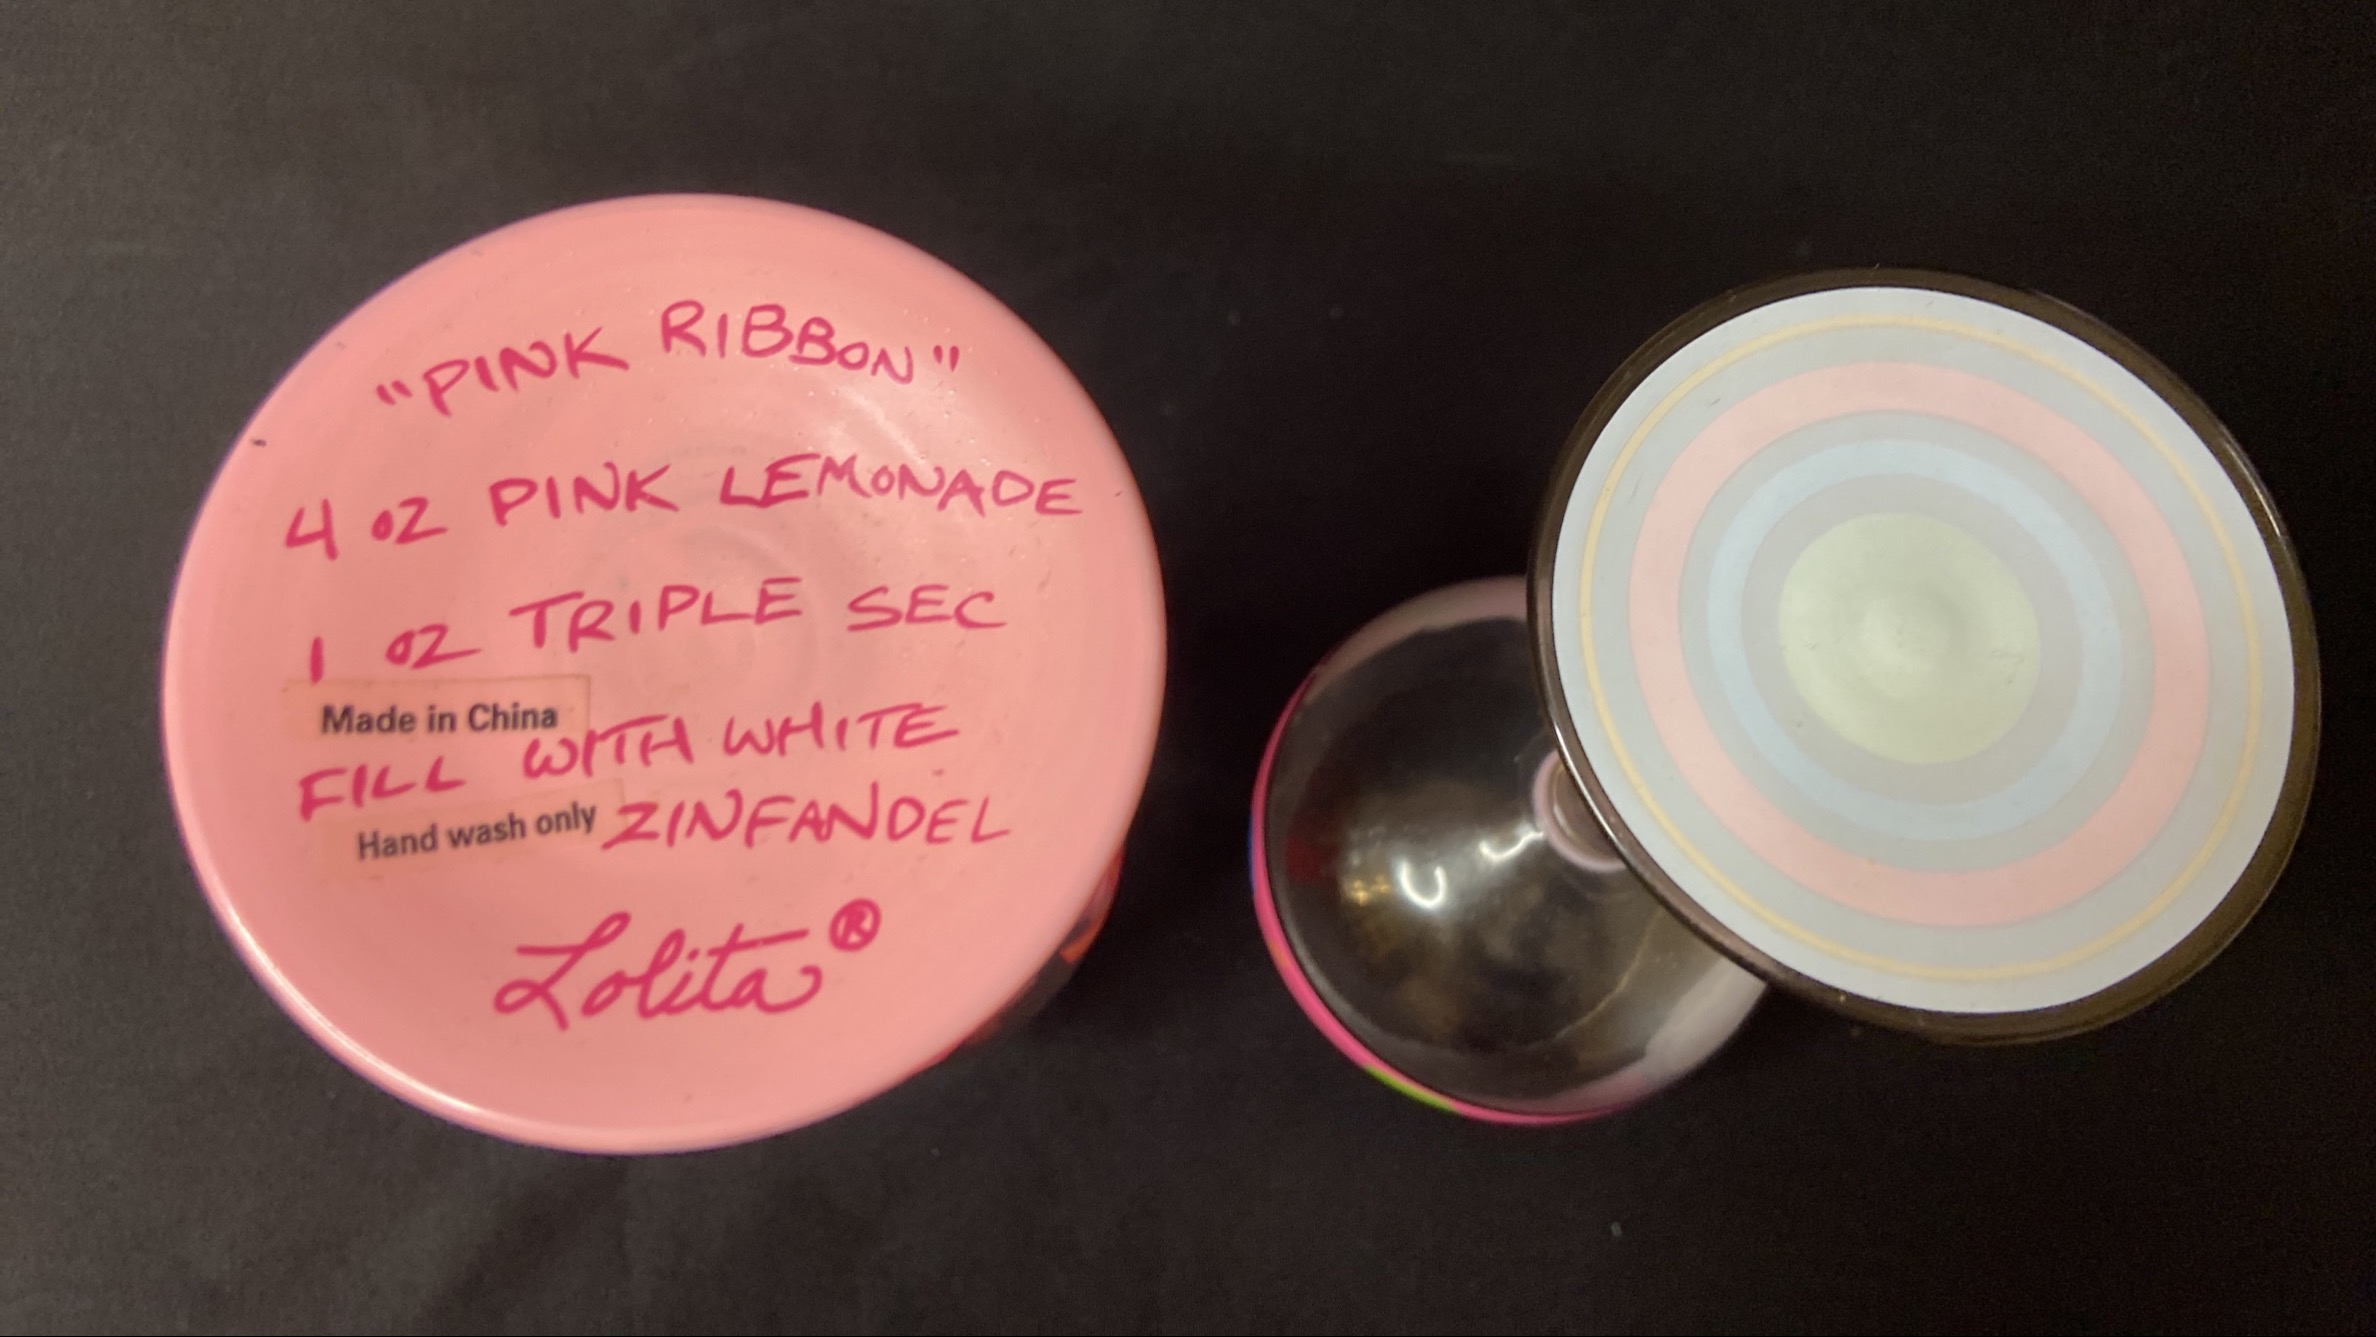 "PINK RIBBON"
4 OZ PINK LEMONADE
1 OZ TRIPLE SEC
Made in China
FILL WITH WHITE
Hand wash only
ZINFANDEL
Lolita®